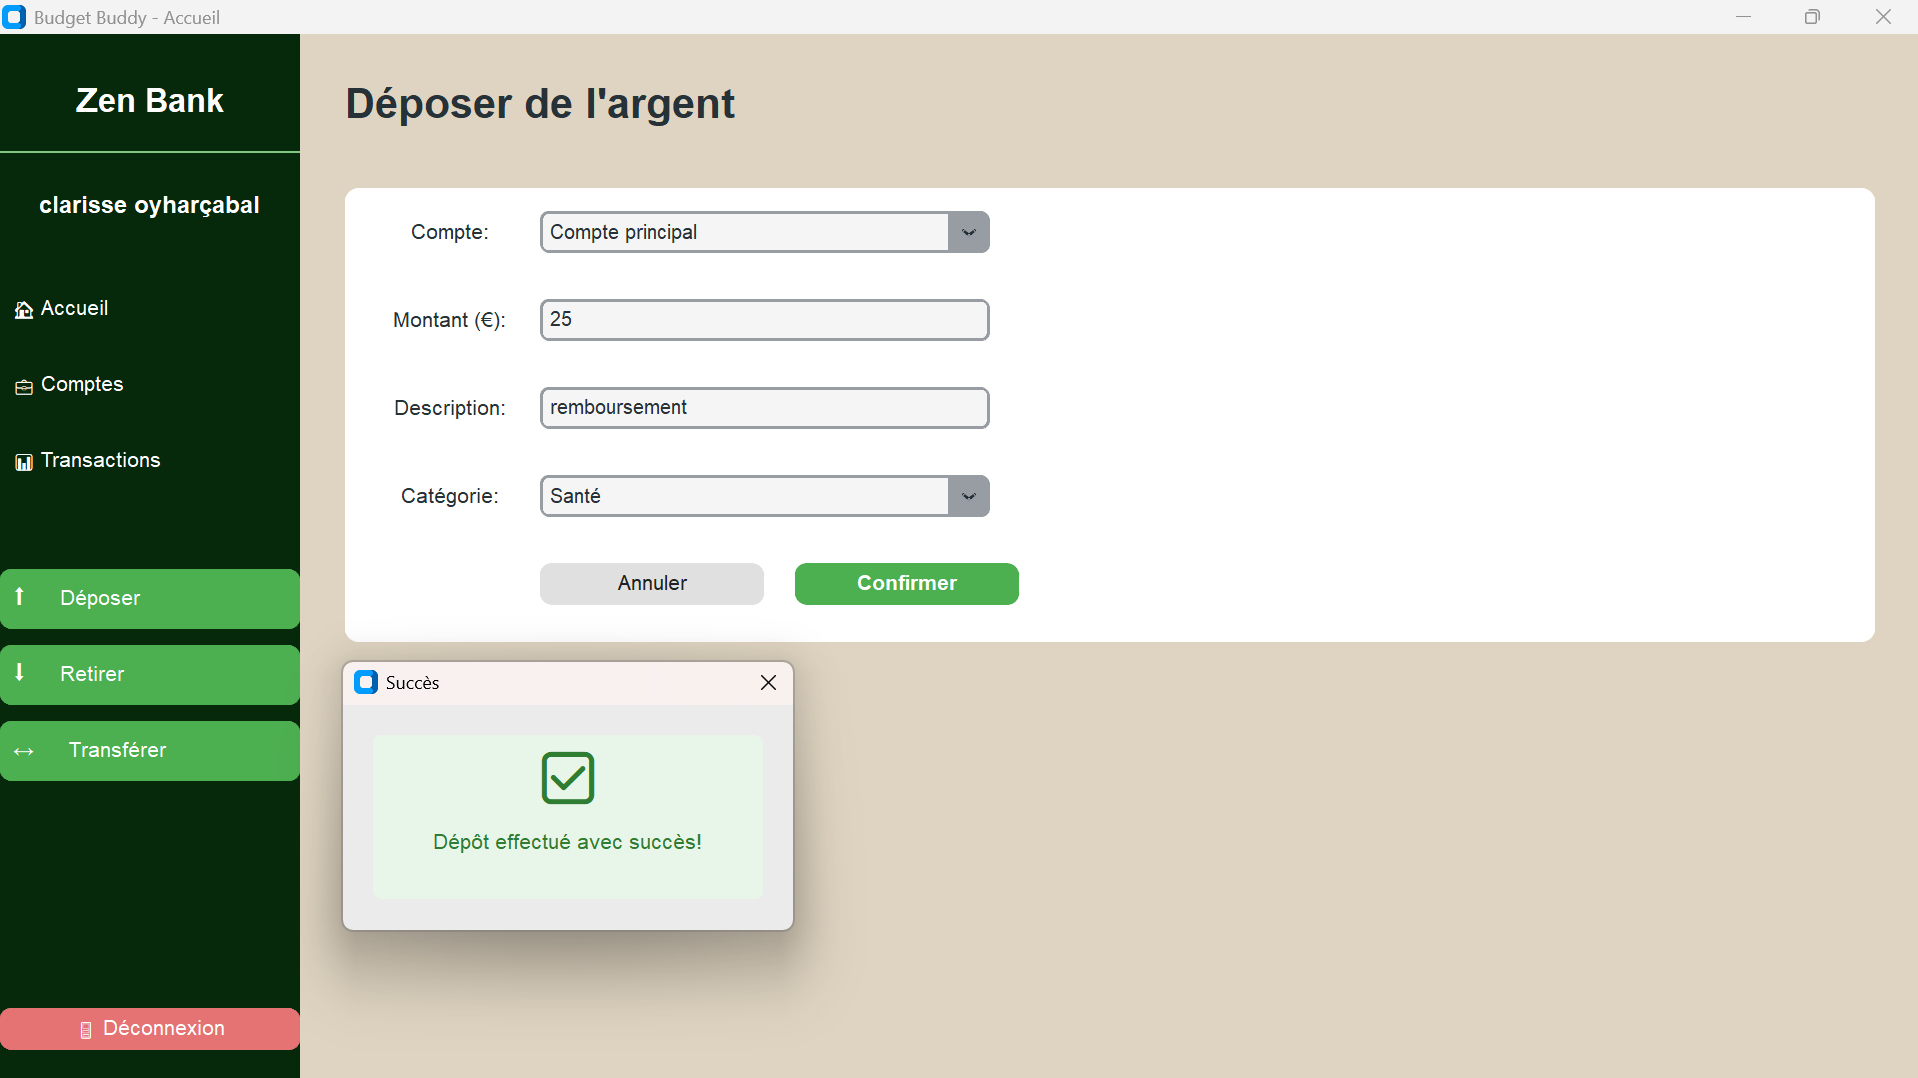 Budget Buddy - Accueil
Zen Bank
clarisse oyharçabal
Accueil
Comptes
Transactions
Déposer
Retirer
Transférer
Déconnexion
Déposer de l'argent
Compte: Compte principal
Montant (€): 25
Description: remboursement
Catégorie: Santé
Annuler Confirmer
Succès
Dépôt effectué avec succès!